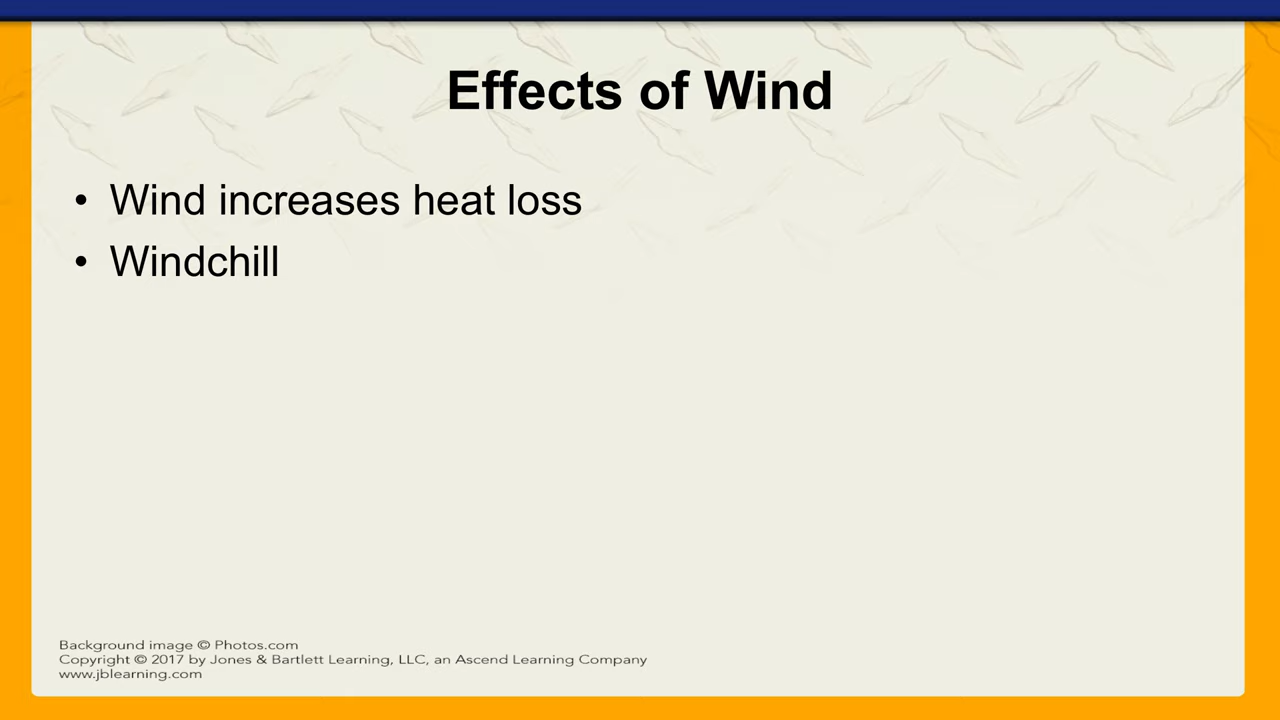 Effects of Wind
• Wind increases heat loss
• Windchill
Background image © Photos.com
Copyright © 2017 by Jones & Bartlett Learning, LLC, an Ascend Learning Company
www.jblearning.com